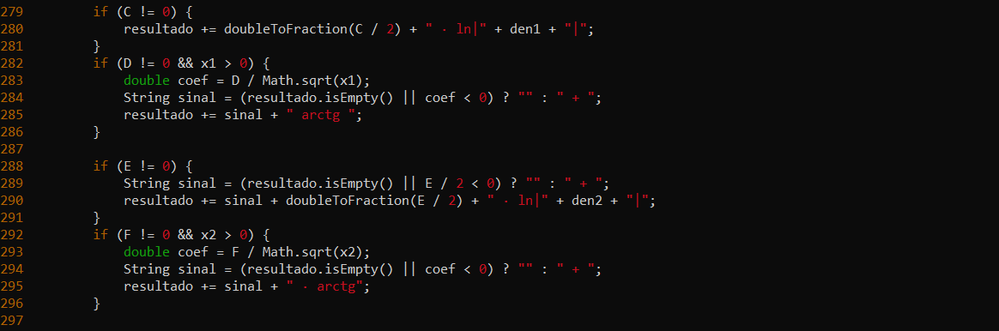 279         if (C != 0) {
280             resultado += doubleToFraction(C / 2) + " · ln|" + den1 + "|";
281         }
282         if (D != 0 && x1 > 0) {
283             double coef = D / Math.sqrt(x1);
284             String sinal = (resultado.isEmpty() || coef < 0) ? "" : " + ";
285             resultado += sinal + " arctg ";
286         }
287
288         if (E != 0) {
289             String sinal = (resultado.isEmpty() || E / 2 < 0) ? "" : " + ";
290             resultado += sinal + doubleToFraction(E / 2) + " · ln|" + den2 + "|";
291         }
292         if (F != 0 && x2 > 0) {
293             double coef = F / Math.sqrt(x2);
294             String sinal = (resultado.isEmpty() || coef < 0) ? "" : " + ";
295             resultado += sinal + " · arctg";
296         }
297